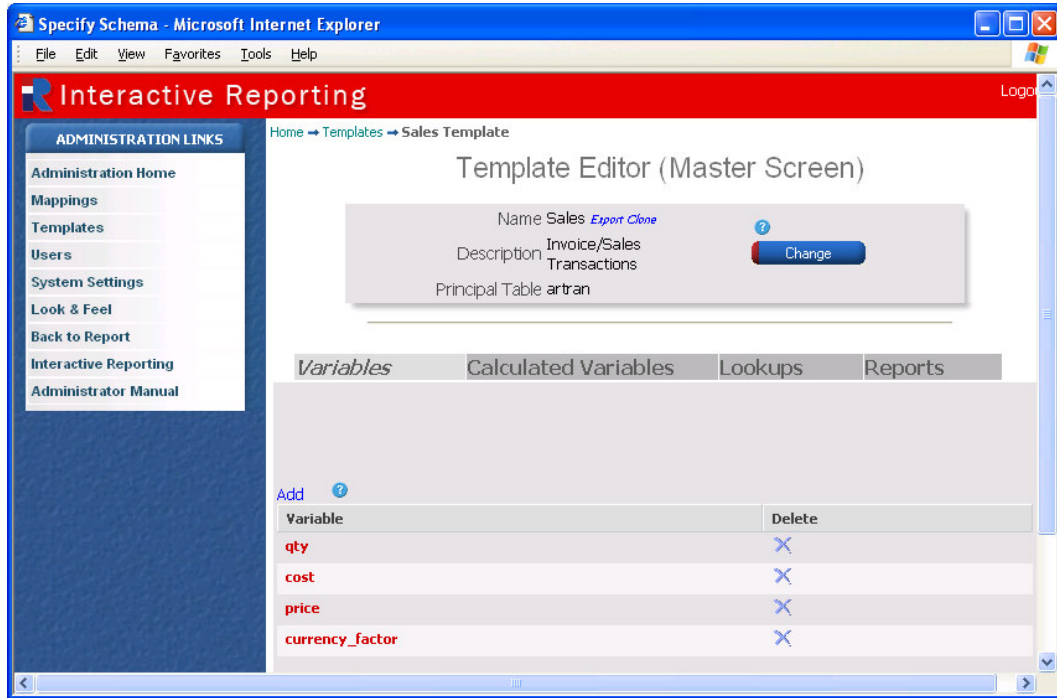 Specify Schema - Microsoft Internet Explorer
File Edit View Favorites Tools Help
Interactive Reporting
ADMINISTRATION LINKS
Administration Home
Mappings
Templates
Users
System Settings
Look & Feel
Back to Report
Interactive Reporting
Administrator Manual
Home → Templates → Sales Template
Template Editor (Master Screen)
Name Sales Export Clone
Description Invoice/Sales
Transactions
Principal Table artran
?
Change
Variables Calculated Variables Lookups Reports
Add ?
Variable Delete
qty
cost
price
currency_factor